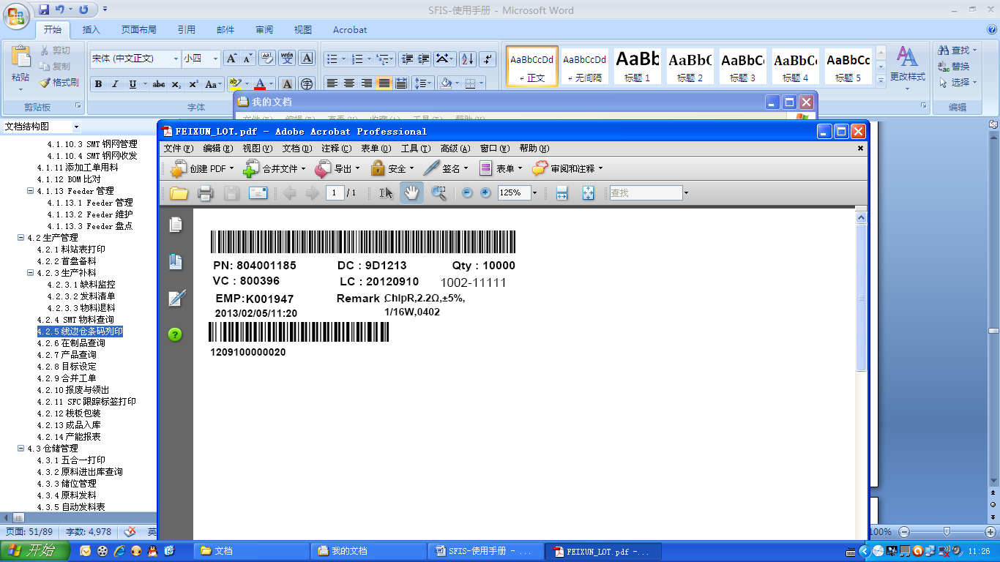 SFIS-使用手册 - Microsoft Word
开始 插入 页面布局 引用 邮件 审阅 视图 Acrobat
粘贴 剪切 复制 格式刷
宋体 (中文正文) 小四
AaBbCcDd AaBbCcDd AaBb AaBbC AaBbC AaBbCc AaBbCc
正文 无间隔 标题 1 标题 2 标题 3 标题 4 标题 5
更改样式
查找 替换 选择
剪贴板 字体 编辑
我的文档
文档结构图
4.1.10.3 SMT 钢网管理
4.1.10.4 SMT 钢网收发
4.1.11 添加工单用料
4.1.12 BOM 比对
4.1.13 Feeder 管理
4.1.13.1 Feeder 管理
4.1.13.2 Feeder 维护
4.1.13.3 Feeder 盘点
4.2 生产管理
4.2.1 料站表打印
4.2.2 首盘备料
4.2.3 生产补料
4.2.3.1 缺料监控
4.2.3.2 发料清单
4.2.3.3 物料退料
4.2.4 SMT 物料查询
4.2.5 线边仓条码列印
4.2.6 在制品查询
4.2.7 产品查询
4.2.8 目标设定
4.2.9 合并工单
4.2.10 报废与领出
4.2.11 SFC 跟踪标签打印
4.2.12 栈板包装
4.2.13 成品入库
4.2.14 产能报表
4.3 仓储管理
4.3.1 五合一打印
4.3.2 原料进出库查询
4.3.3 储位管理
4.3.4 原料发料
4.3.5 自动发料表
FEIXUN_LOT.pdf - Adobe Acrobat Professional
文件(F) 编辑(E) 视图(V) 文档(D) 注释(C) 表单(O) 工具(T) 高级(A) 窗口(W) 帮助(H)
创建 PDF 合并文件 导出 安全 签名 表单 审阅和注释
1 / 1 125% 查找
PN: 804001185 DC : 9D1213 Qty : 10000
VC : 800396 LC : 20120910 1002-11111
EMP:K001947 Remark :ChipR,2.2Ω,±5%,
2013/02/05/11:20 1/16W,0402
1209100000020
页面: 51/89 字数: 4,978 英 100%
开始 文档 我的文档 SFIS-使用手册 - ... FEIXUN_LOT.pdf -... 11:26